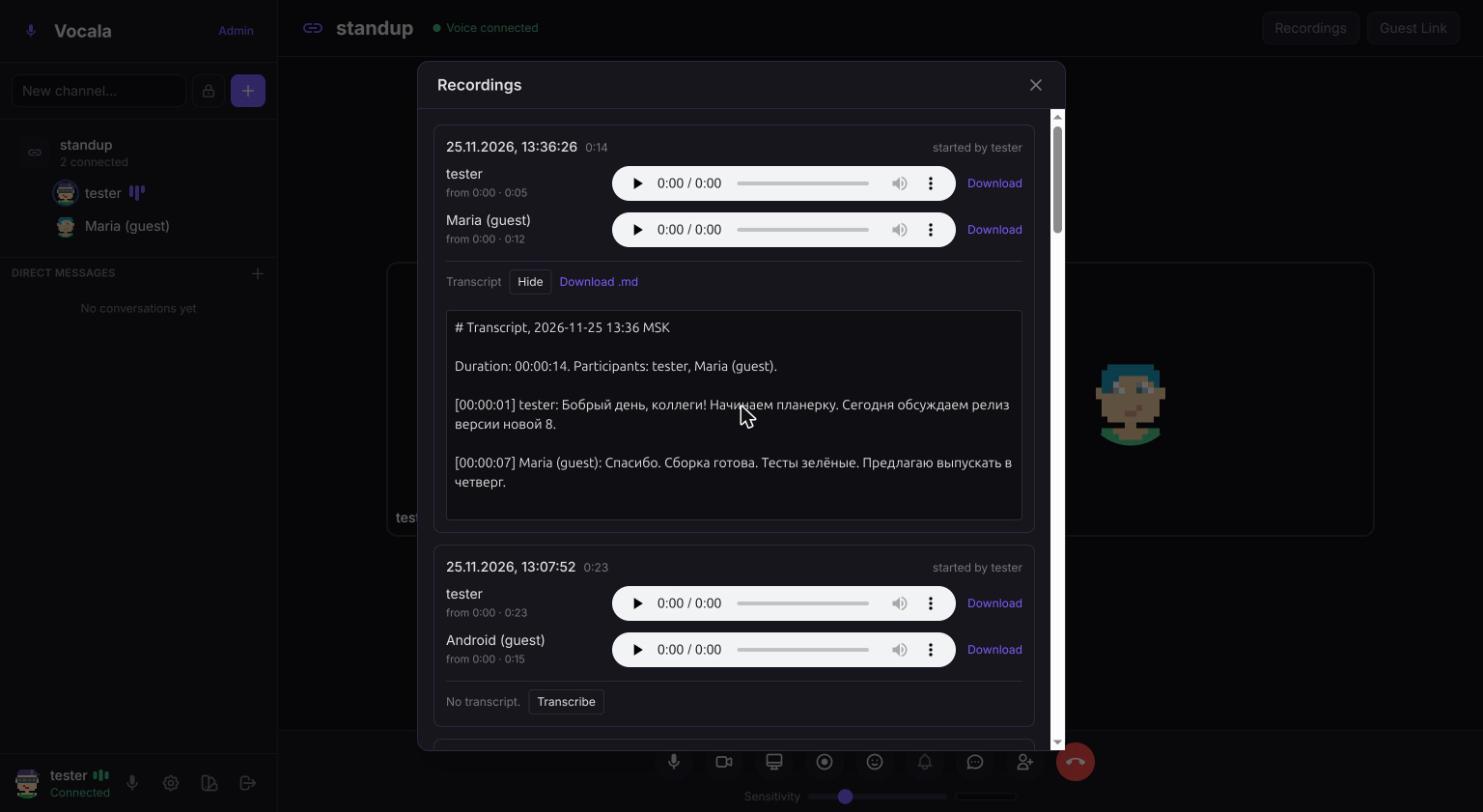 Vocala
Admin
standup
Voice connected
Recordings
Guest Link
New channel...
standup
2 connected
tester
Maria (guest)
DIRECT MESSAGES
No conversations yet
Recordings
25.11.2026, 13:36:26 0:14 started by tester
tester
from 0:00 · 0:05
0:00 / 0:00
Download
Maria (guest)
from 0:00 · 0:12
0:00 / 0:00
Download
Transcript Hide Download .md
# Transcript, 2026-11-25 13:36 MSK
Duration: 00:00:14. Participants: tester, Maria (guest).
[00:00:01] tester: Бобрый день, коллеги! Начинаем планерку. Сегодня обсуждаем релиз
версии новой 8.
[00:00:07] Maria (guest): Спасибо. Сборка готова. Тесты зелёные. Предлагаю выпускать в
четверг.
25.11.2026, 13:07:52 0:23 started by tester
tester
from 0:00 · 0:23
0:00 / 0:00
Download
Android (guest)
from 0:00 · 0:15
0:00 / 0:00
Download
No transcript. Transcribe
tester
Connected
Sensitivity